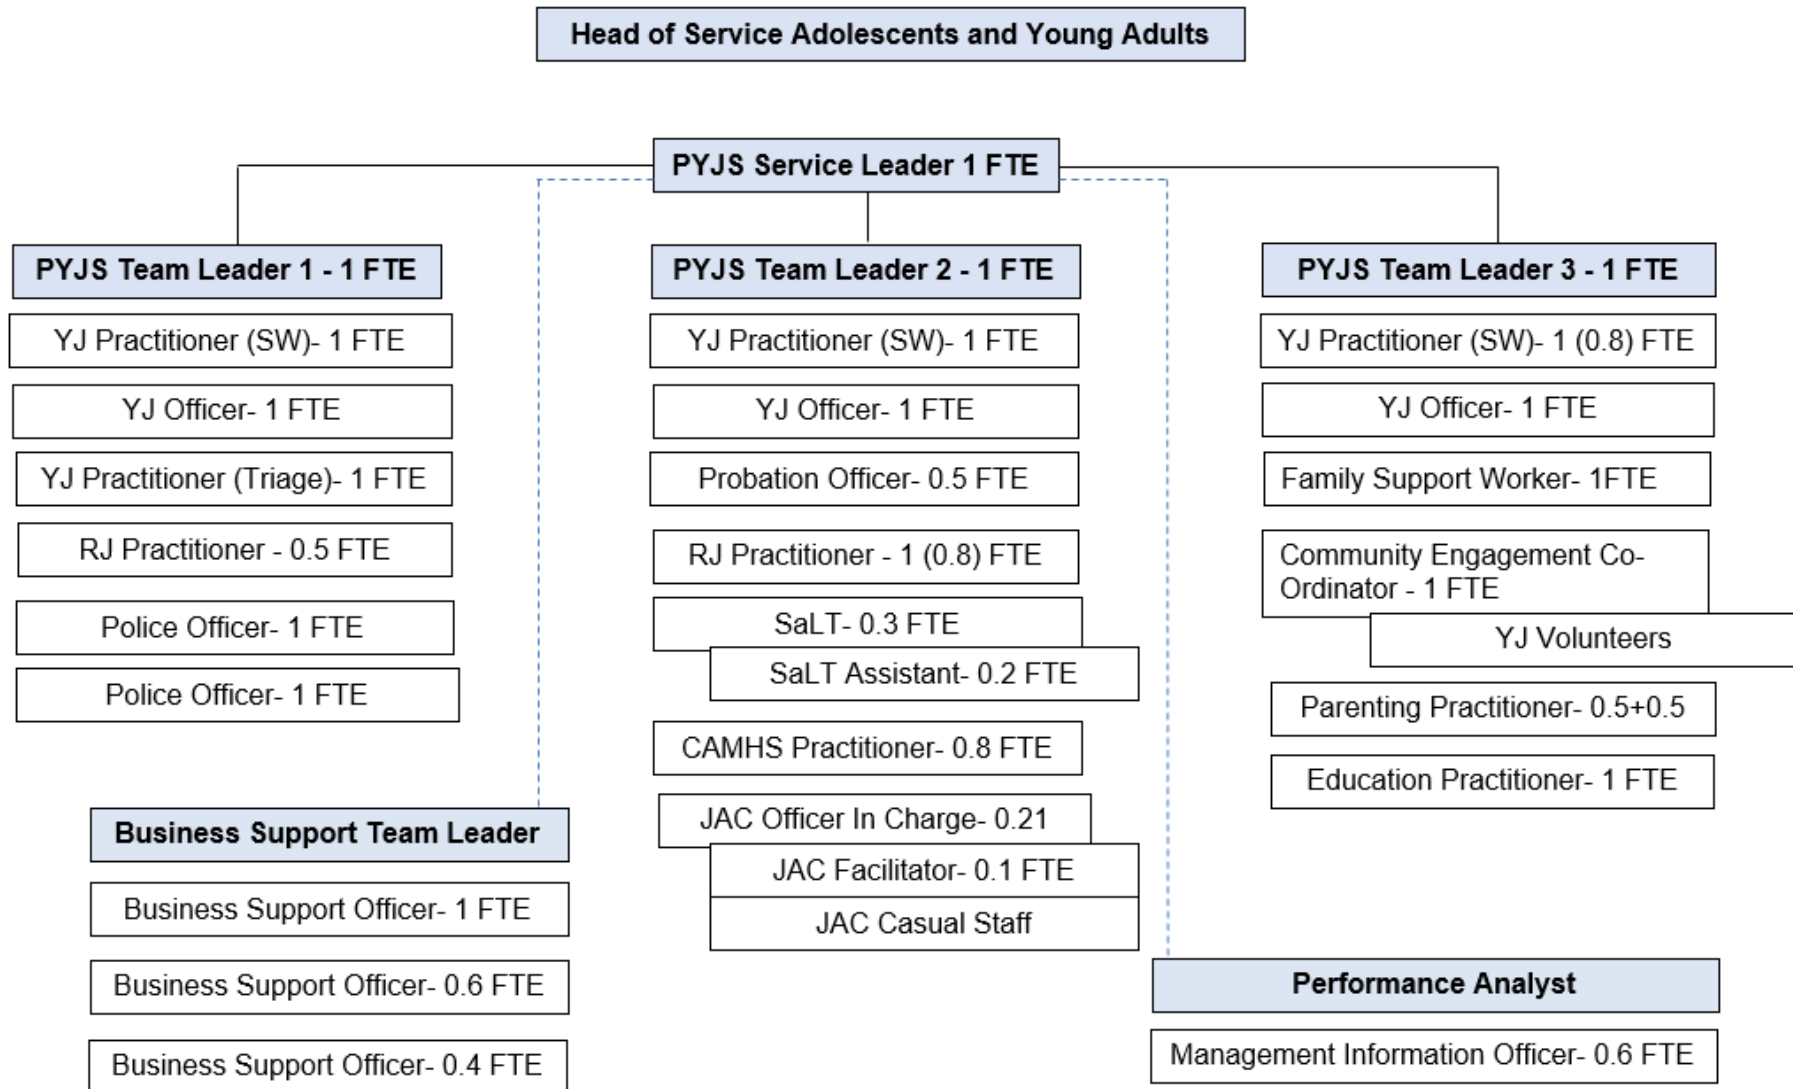 Head of Service Adolescents and Young Adults
PYJS Service Leader 1 FTE
PYJS Team Leader 1 - 1 FTE
YJ Practitioner (SW)- 1 FTE
YJ Officer- 1 FTE
YJ Practitioner (Triage)- 1 FTE
RJ Practitioner - 0.5 FTE
Police Officer- 1 FTE
Police Officer- 1 FTE
PYJS Team Leader 2 - 1 FTE
YJ Practitioner (SW)- 1 FTE
YJ Officer- 1 FTE
Probation Officer- 0.5 FTE
RJ Practitioner - 1 (0.8) FTE
SaLT- 0.3 FTE
SaLT Assistant- 0.2 FTE
CAMHS Practitioner- 0.8 FTE
JAC Officer In Charge- 0.21
JAC Facilitator- 0.1 FTE
JAC Casual Staff
PYJS Team Leader 3 - 1 FTE
YJ Practitioner (SW)- 1 (0.8) FTE
YJ Officer- 1 FTE
Family Support Worker- 1FTE
Community Engagement Co-
Ordinator - 1 FTE
YJ Volunteers
Parenting Practitioner- 0.5+0.5
Education Practitioner- 1 FTE
Business Support Team Leader
Business Support Officer- 1 FTE
Business Support Officer- 0.6 FTE
Business Support Officer- 0.4 FTE
Performance Analyst
Management Information Officer- 0.6 FTE